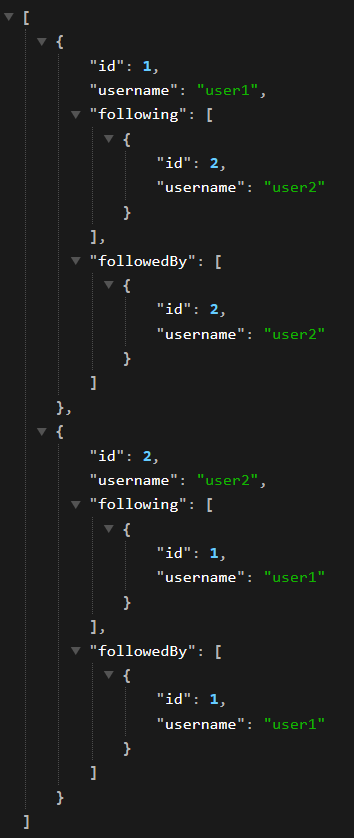 [
{
"id": 1,
"username": "user1",
"following": [
{
"id": 2,
"username": "user2"
}
],
"followedBy": [
{
"id": 2,
"username": "user2"
}
]
},
{
"id": 2,
"username": "user2",
"following": [
{
"id": 1,
"username": "user1"
}
],
"followedBy": [
{
"id": 1,
"username": "user1"
}
]
}
]